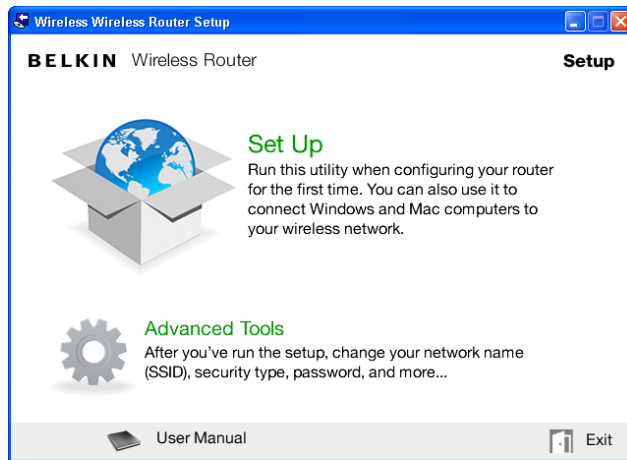 Wireless Wireless Router Setup
BELKIN Wireless Router
Setup
Set Up
Run this utility when configuring your router
for the first time. You can also use it to
connect Windows and Mac computers to
your wireless network.
Advanced Tools
After you've run the setup, change your network name
(SSID), security type, password, and more...
User Manual
Exit